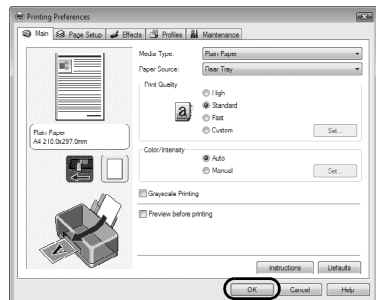 Printing Preferences
Main Page Setup Effects Profiles Maintenance
Media Type: Plain Paper
Paper Source: Rear Tray
Print Quality
High
Standard
Fast
Custom Set...
Plain Paper
A4 210.0x297.0mm
Color/Intensity
Auto
Manual Set...
Grayscale Printing
Preview before printing
Instructions Defaults
OK Cancel Help